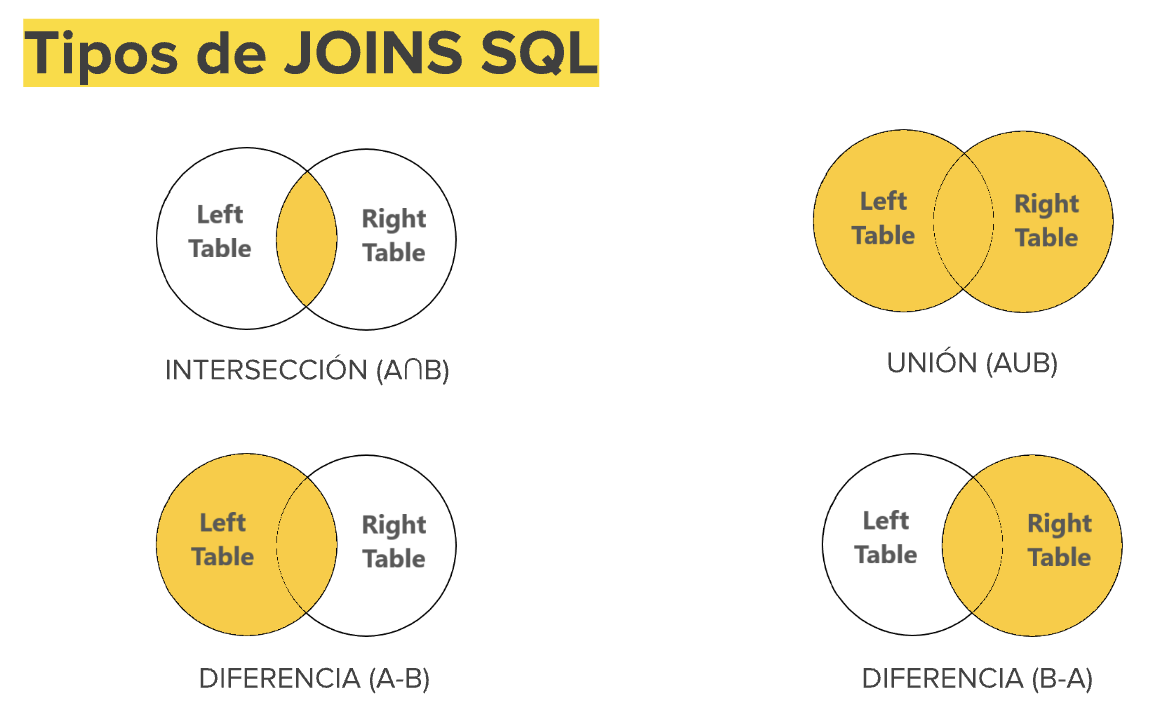 Tipos de JOINS SQL
Left
Table
Right
Table
INTERSECCIÓN (A∩B)
Left
Table
Right
Table
UNIÓN (AUB)
Left
Table
Right
Table
DIFERENCIA (A-B)
Left
Table
Right
Table
DIFERENCIA (B-A)